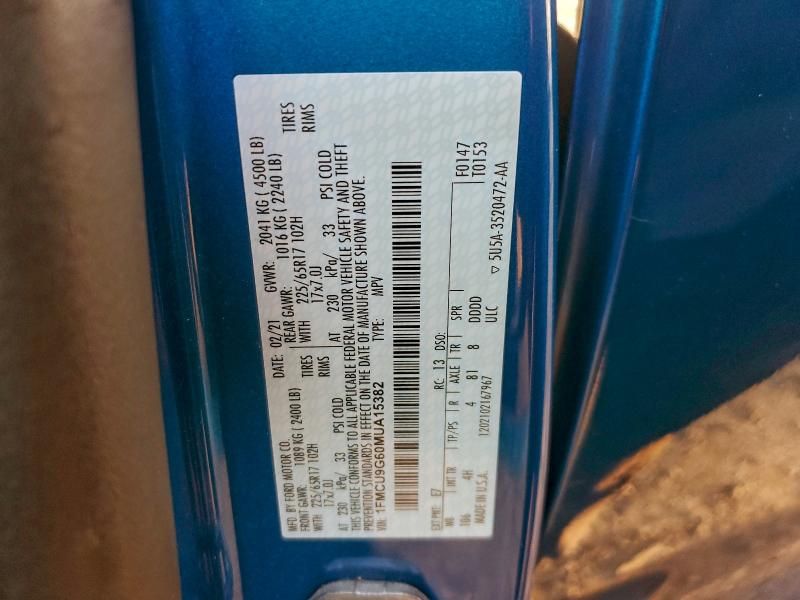 MFD. BY FORD MOTOR CO. DATE: 02/21 GVWR: 2041 KG ( 4500 LB)
FRONT GAWR: 1089 KG ( 2400 LB) REAR GAWR: 1016 KG ( 2240 LB)
WITH 225/65R17 102H TIRES WITH 225/65R17 102H TIRES
17x7.0J RIMS 17x7.0J RIMS
AT 230 kPa/ 33 PSI COLD AT 230 kPa/ 33 PSI COLD
THIS VEHICLE CONFORMS TO ALL APPLICABLE FEDERAL MOTOR VEHICLE SAFETY AND THEFT
PREVENTION STANDARDS IN EFFECT ON THE DATE OF MANUFACTURE SHOWN ABOVE.
VIN: 1FMCU9G60MUA15382 TYPE: MPV
F0147
T0153
EXT PNT: E7 RC: 13 DSO:
WB INT TR TP/PS R AXLE TR SPR
106 4H 4 81 8 DDDD
MADE IN U.S.A. 1202102167967 ULC
▽ 5U5A-3520472-AA